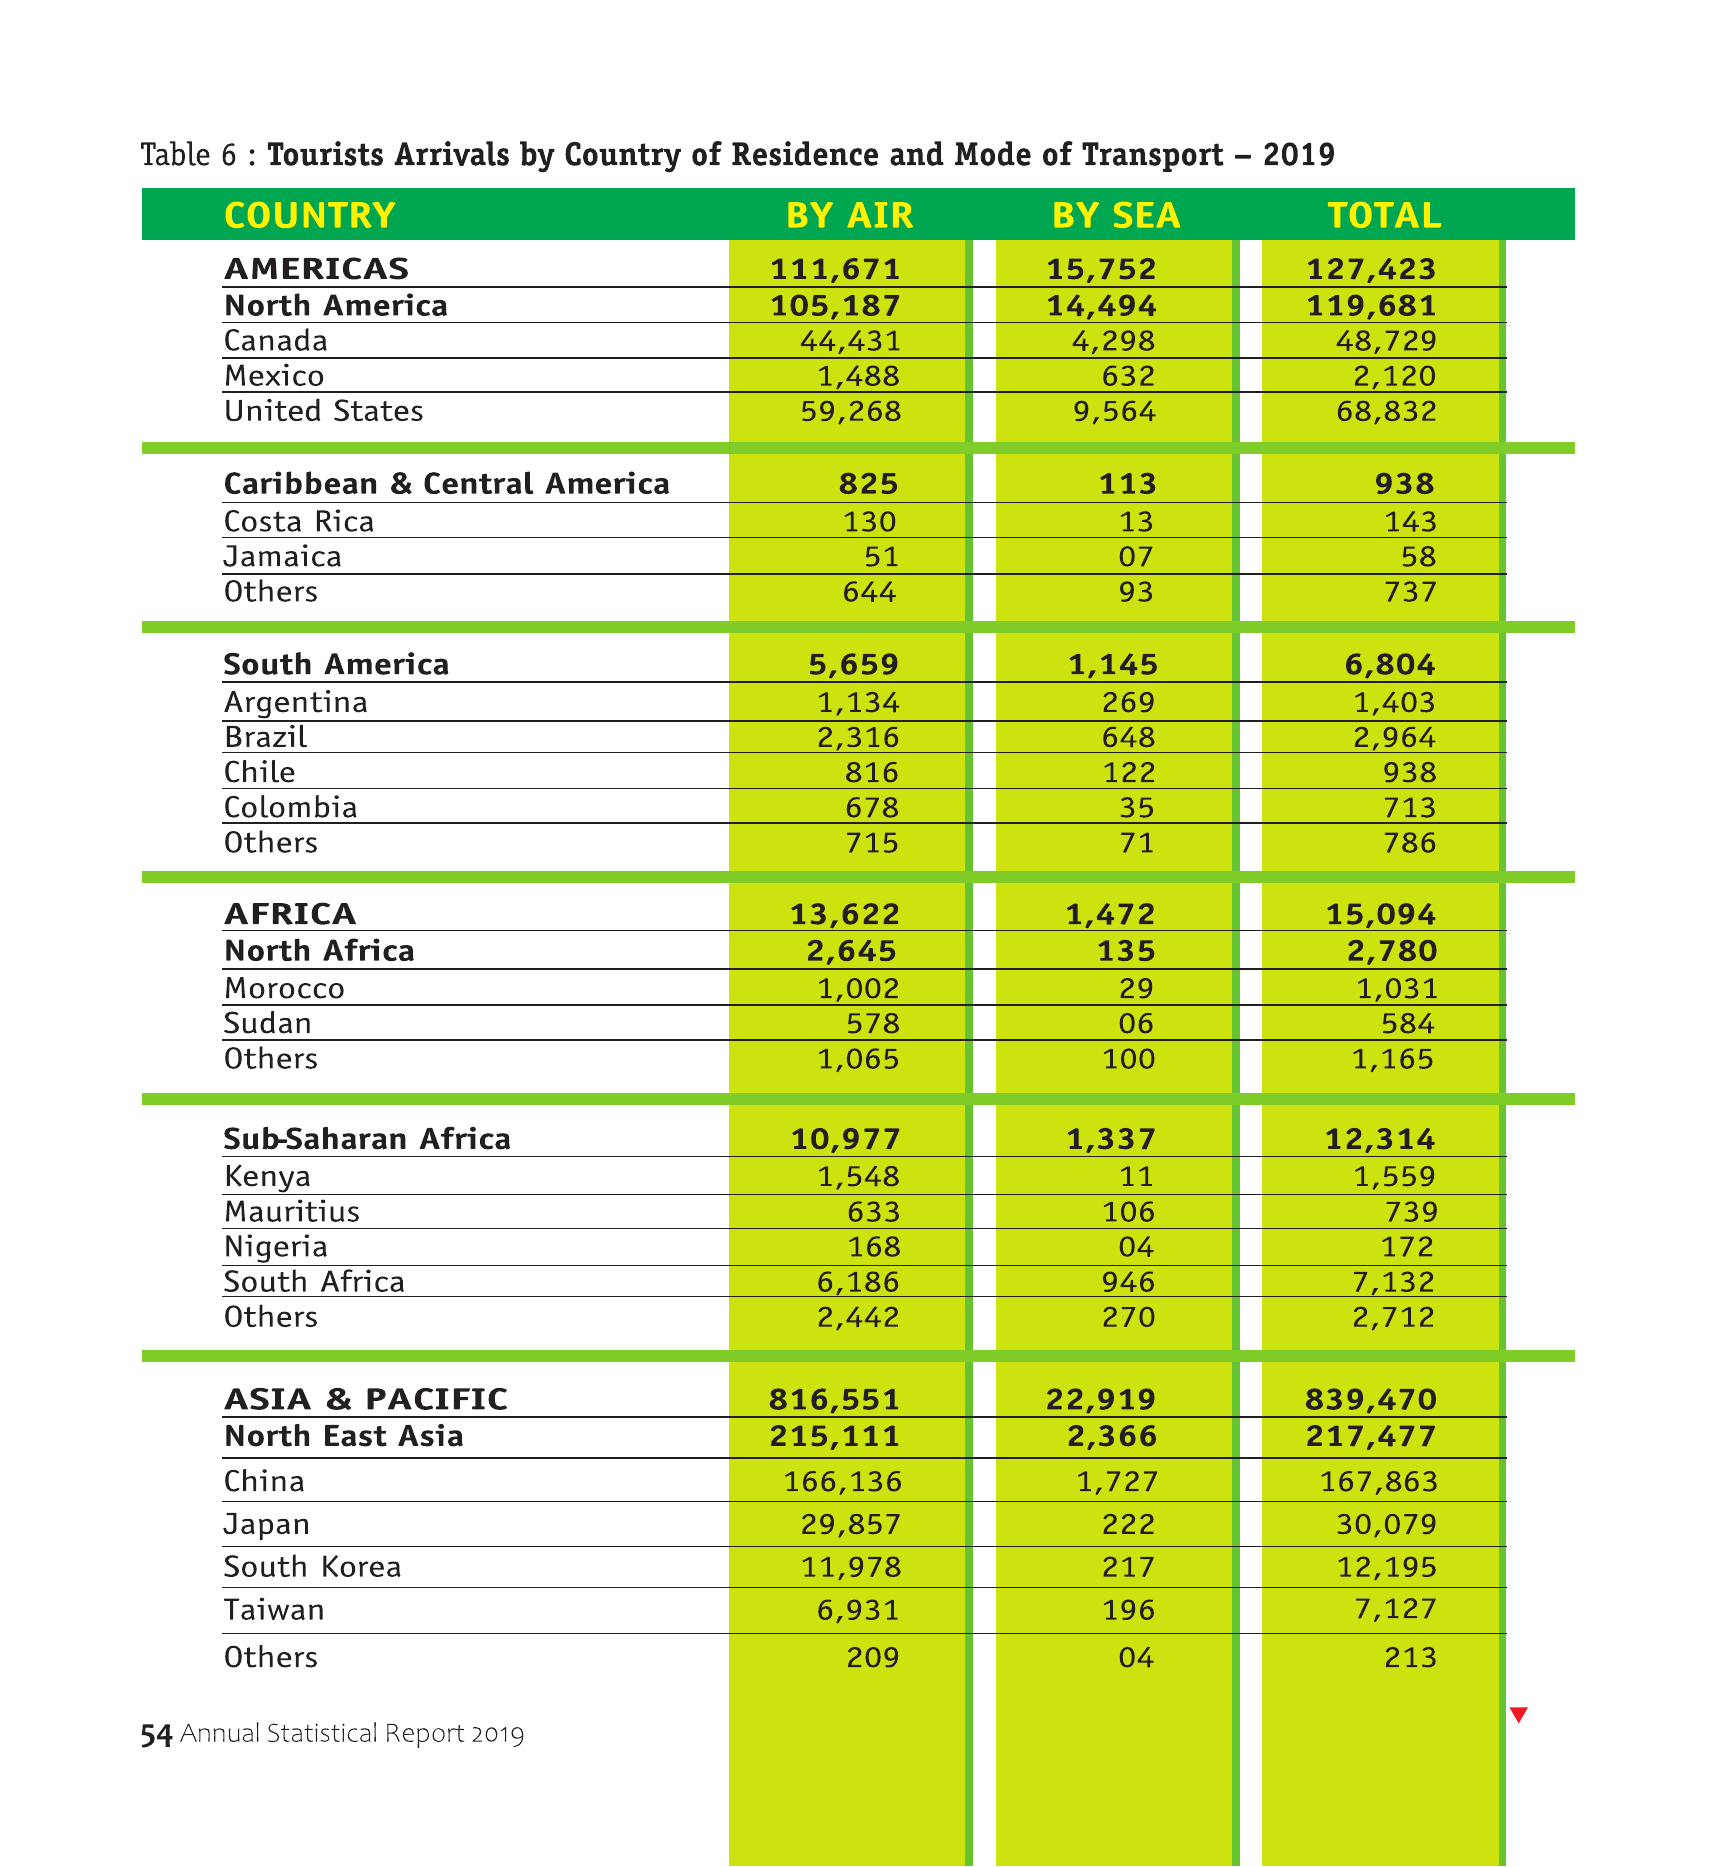 Table 6 : Tourists Arrivals by Country of Residence and Mode of Transport – 2019
COUNTRY BY AIR BY SEA TOTAL
AMERICAS 111,671 15,752 127,423
North America 105,187 14,494 119,681
Canada 44,431 4,298 48,729
Mexico 1,488 632 2,120
United States 59,268 9,564 68,832
Caribbean & Central America 825 113 938
Costa Rica 130 13 143
Jamaica 51 07 58
Others 644 93 737
South America 5,659 1,145 6,804
Argentina 1,134 269 1,403
Brazil 2,316 648 2,964
Chile 816 122 938
Colombia 678 35 713
Others 715 71 786
AFRICA 13,622 1,472 15,094
North Africa 2,645 135 2,780
Morocco 1,002 29 1,031
Sudan 578 06 584
Others 1,065 100 1,165
Sub-Saharan Africa 10,977 1,337 12,314
Kenya 1,548 11 1,559
Mauritius 633 106 739
Nigeria 168 04 172
South Africa 6,186 946 7,132
Others 2,442 270 2,712
ASIA & PACIFIC 816,551 22,919 839,470
North East Asia 215,111 2,366 217,477
China 166,136 1,727 167,863
Japan 29,857 222 30,079
South Korea 11,978 217 12,195
Taiwan 6,931 196 7,127
Others 209 04 213
54 Annual Statistical Report 2019